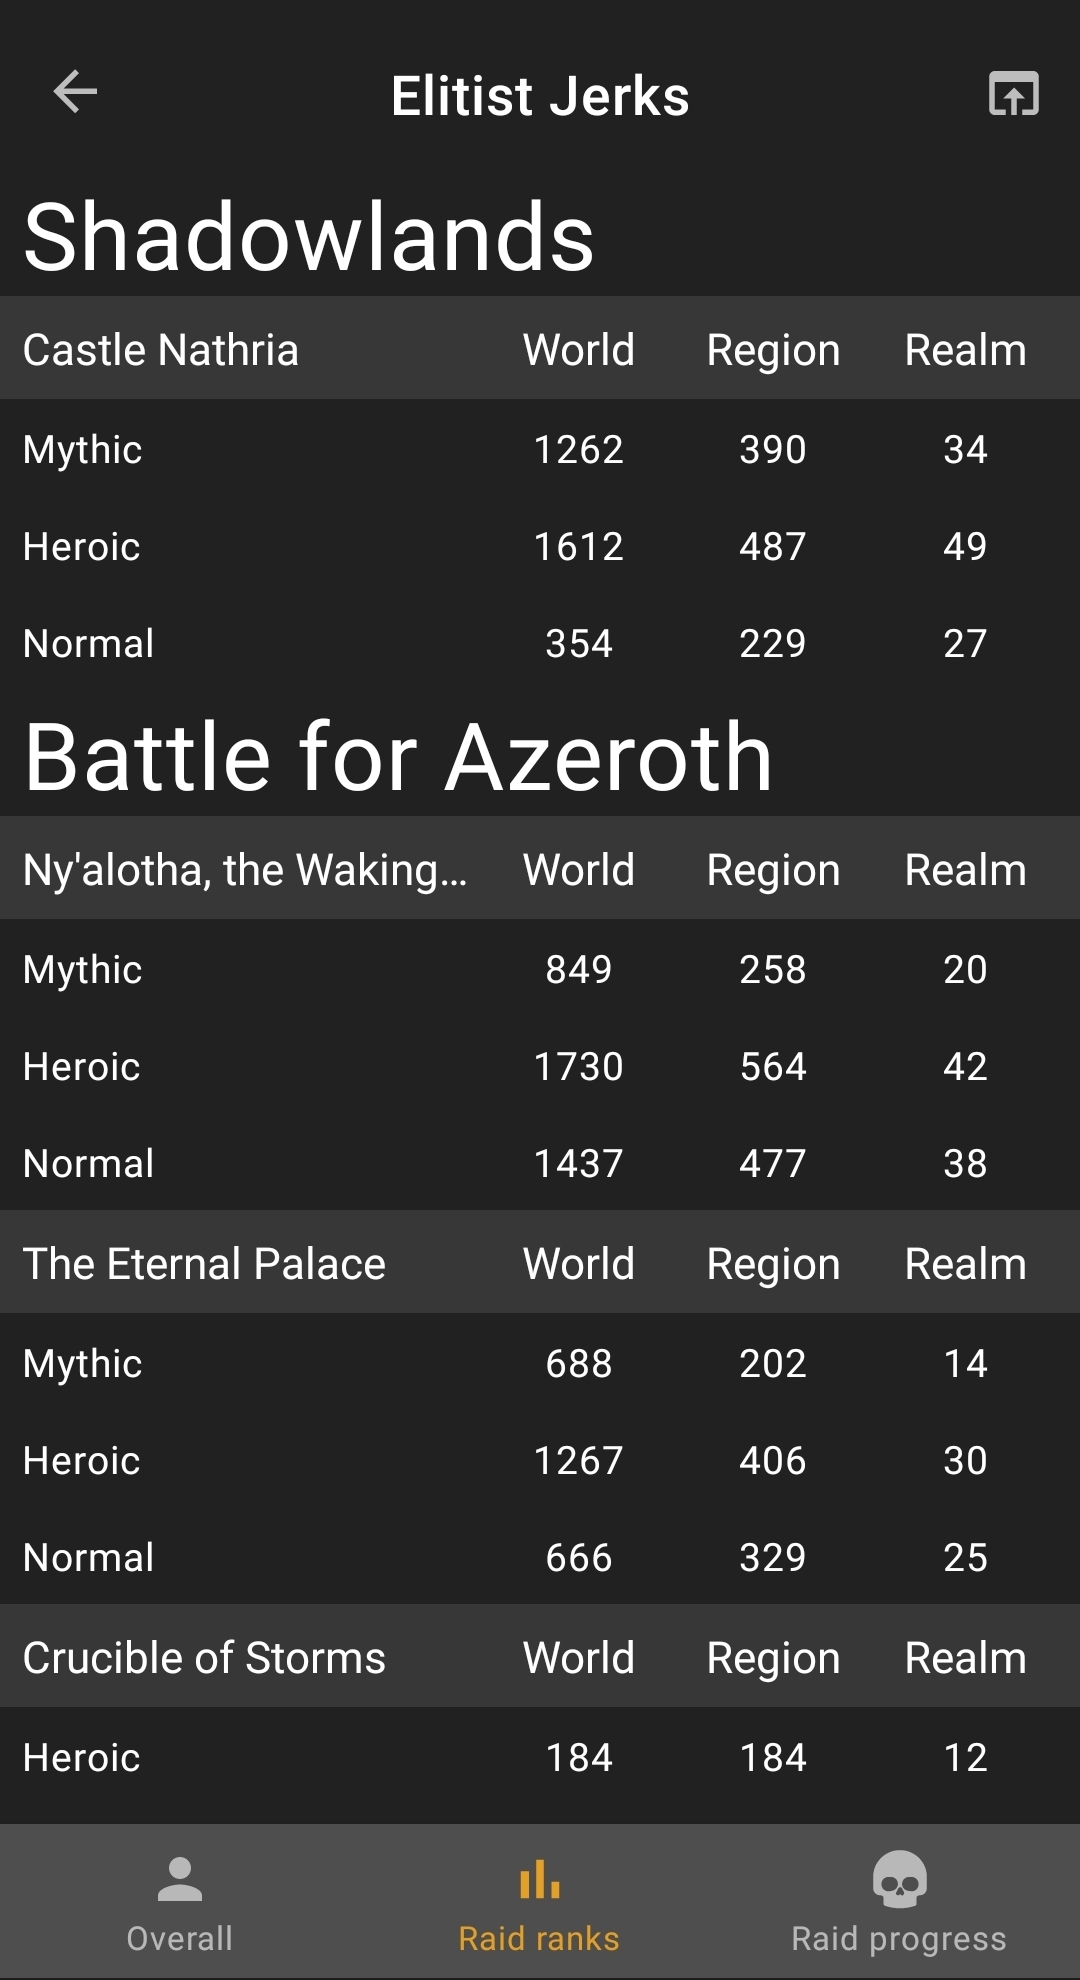 Elitist Jerks
Shadowlands
Castle Nathria World Region Realm
Mythic 1262 390 34
Heroic 1612 487 49
Normal 354 229 27
Battle for Azeroth
Ny'alotha, the Waking... World Region Realm
Mythic 849 258 20
Heroic 1730 564 42
Normal 1437 477 38
The Eternal Palace World Region Realm
Mythic 688 202 14
Heroic 1267 406 30
Normal 666 329 25
Crucible of Storms World Region Realm
Heroic 184 184 12
Overall Raid ranks Raid progress